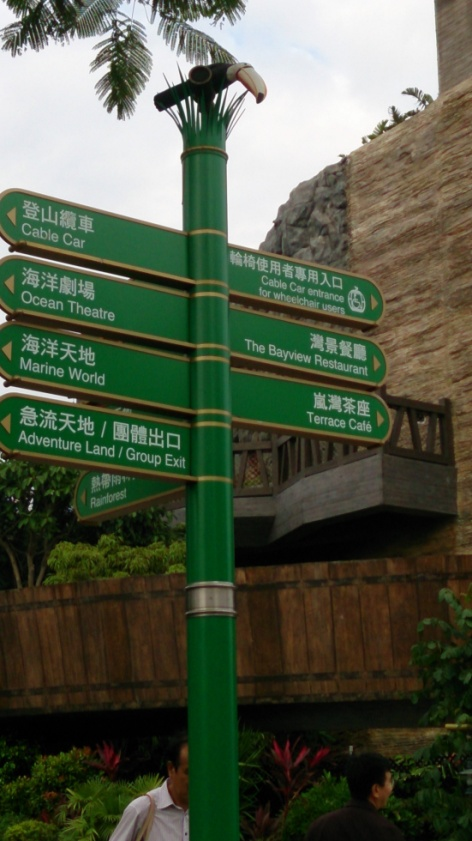 登山纜車
Cable Car
海洋劇場
Ocean Theatre
海洋天地
Marine World
急流天地 / 團體出口
Adventure Land / Group Exit
熱帶雨林
Rainforest
輪椅使用者專用入口
Cable Car entrance
for wheelchair users
灣景餐廳
The Bayview Restaurant
嵐灣茶座
Terrace Café